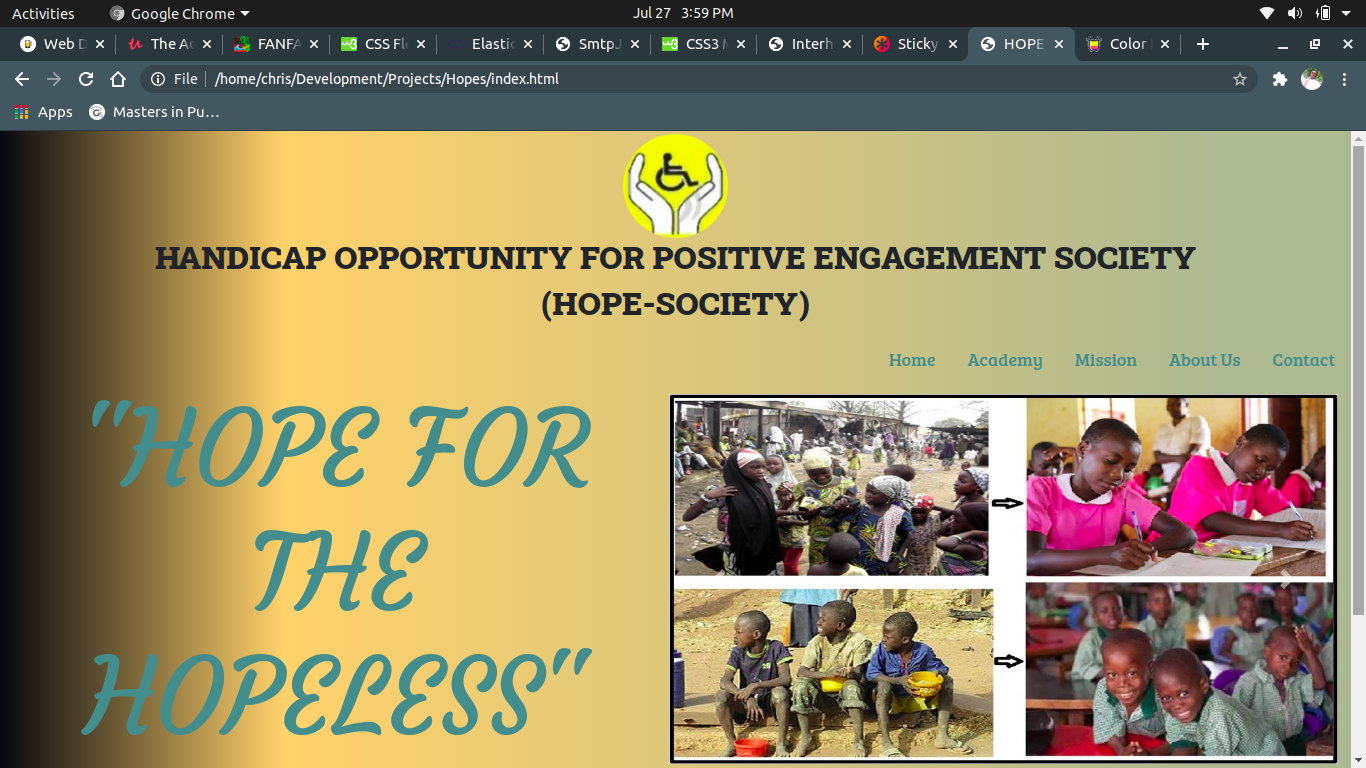 Activities Google Chrome Jul 27 3:59 PM
Web D The Ac FANFA CSS Fl Elastic SmtpJ CSS3 M Interh Sticky HOPE Color
File /home/chris/Development/Projects/Hopes/index.html
Apps Masters in Pu…
HANDICAP OPPORTUNITY FOR POSITIVE ENGAGEMENT SOCIETY
(HOPE-SOCIETY)
Home Academy Mission About Us Contact
"HOPE FOR
THE
HOPELESS"